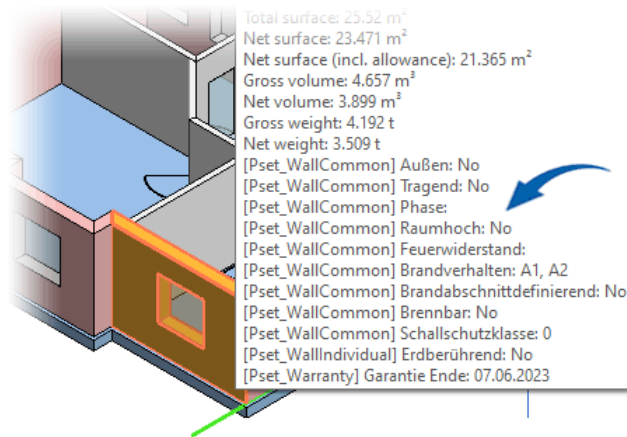 Total surface: 25.52 m²
Net surface: 23.471 m²
Net surface (incl. allowance): 21.365 m²
Gross volume: 4.657 m³
Net volume: 3.899 m³
Gross weight: 4.192 t
Net weight: 3.509 t
[Pset_WallCommon] Außen: No
[Pset_WallCommon] Tragend: No
[Pset_WallCommon] Phase:
[Pset_WallCommon] Raumhoch: No
[Pset_WallCommon] Feuerwiderstand:
[Pset_WallCommon] Brandverhalten: A1, A2
[Pset_WallCommon] Brandabschnittdefinierend: No
[Pset_WallCommon] Brennbar: No
[Pset_WallCommon] Schallschutzklasse: 0
[Pset_WallIndividual] Erdberührend: No
[Pset_Warranty] Garantie Ende: 07.06.2023